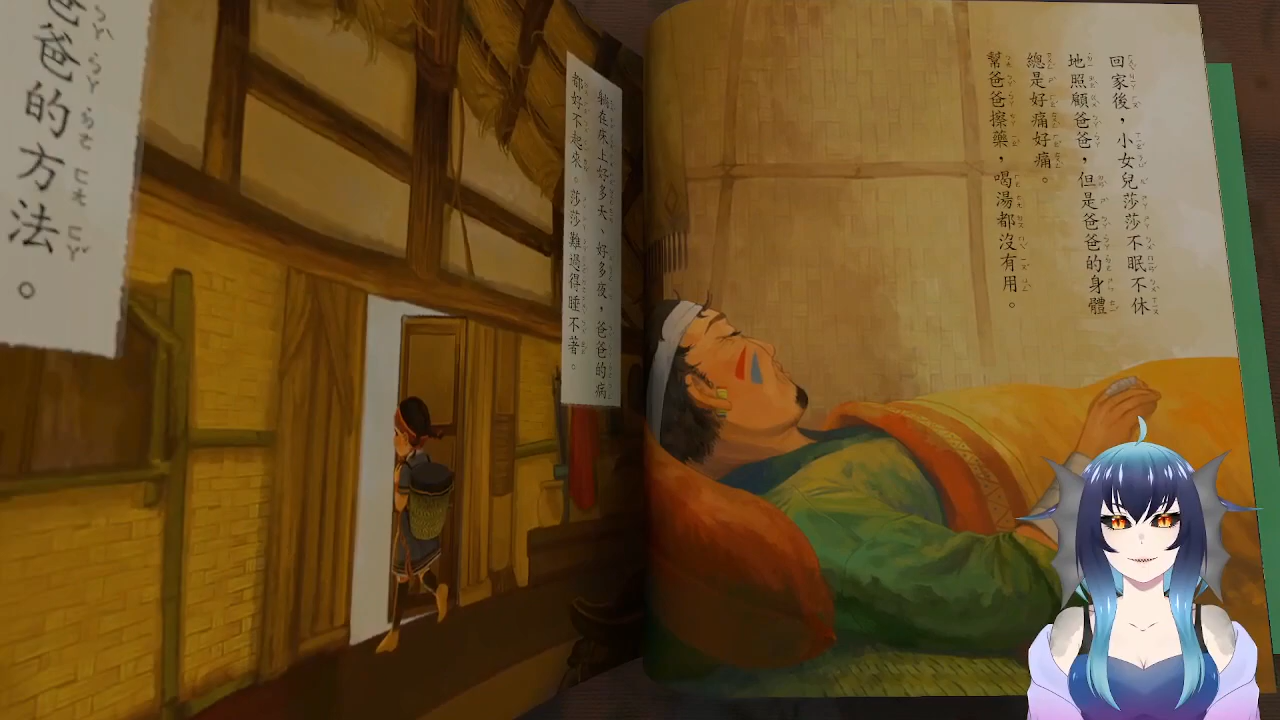 回家後，小女兒莎莎不眠不休
地照顧爸爸，但是爸爸的身體
總是好痛好痛。
幫爸爸擦藥，喝湯都沒有用。
躺在床上好多天、好多夜，爸爸的病
都好不起來。莎莎難過得睡不著。
爸爸的方法。